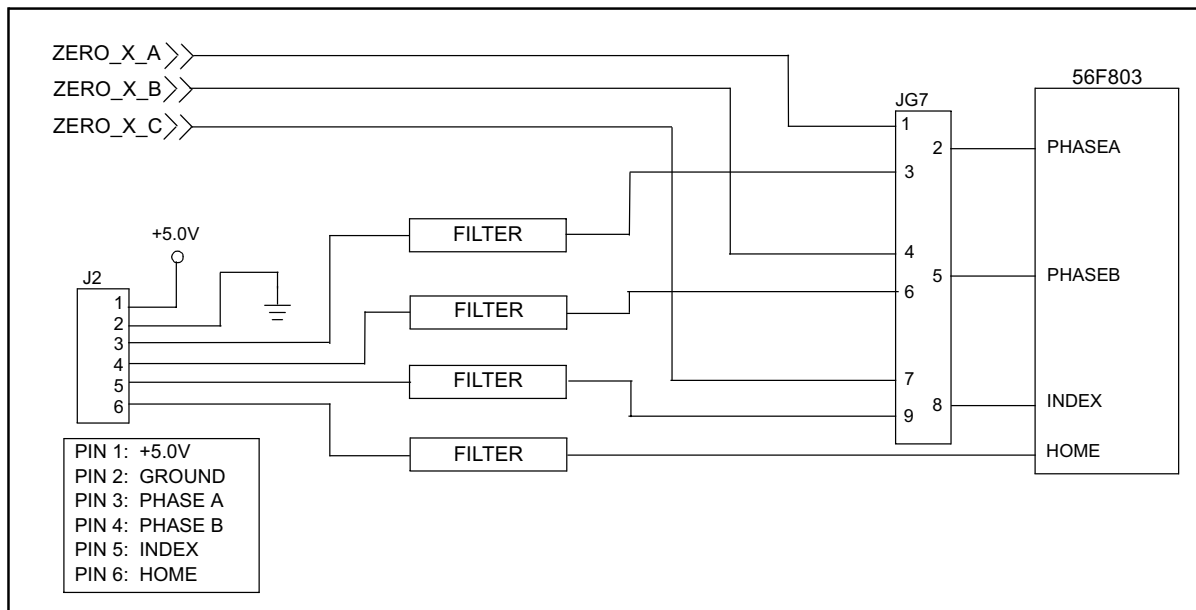 ZERO_X_A
ZERO_X_B
ZERO_X_C
56F803
JG7
1
2
PHASEA
3
FILTER
+5.0V
4
5
PHASEB
6
J2
1
2
3
4
5
6
FILTER
FILTER
7
8
INDEX
9
FILTER
HOME
PIN 1: +5.0V
PIN 2: GROUND
PIN 3: PHASE A
PIN 4: PHASE B
PIN 5: INDEX
PIN 6: HOME